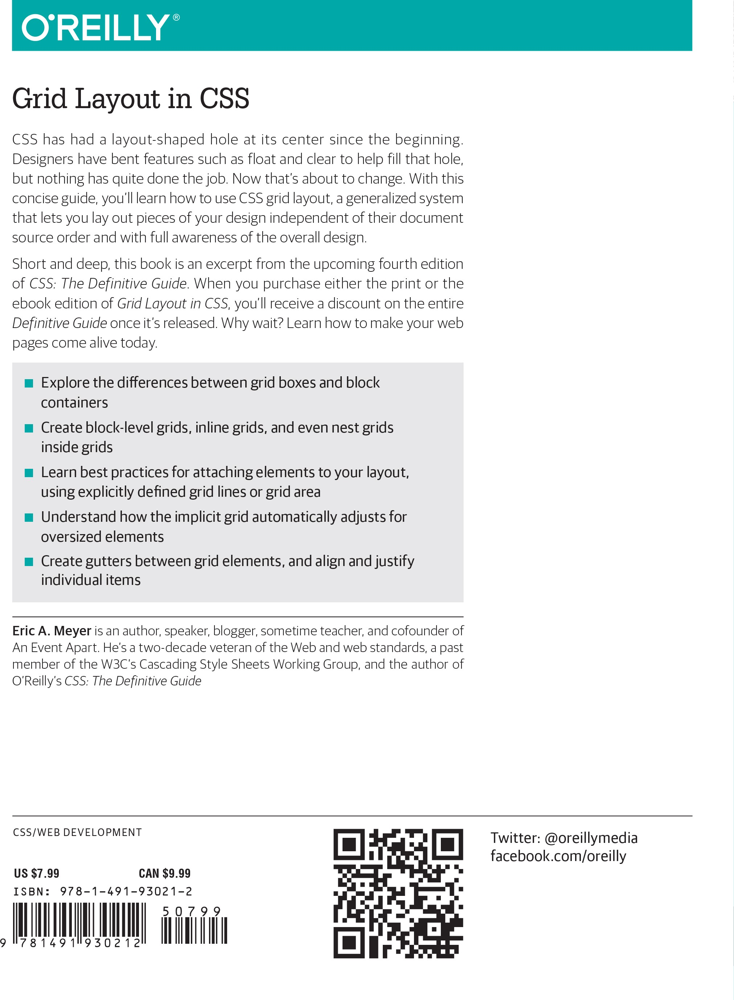 O'REILLY®
Grid Layout in CSS
CSS has had a layout-shaped hole at its center since the beginning.
Designers have bent features such as float and clear to help fill that hole,
but nothing has quite done the job. Now that’s about to change. With this
concise guide, you’ll learn how to use CSS grid layout, a generalized system
that lets you lay out pieces of your design independent of their document
source order and with full awareness of the overall design.
Short and deep, this book is an excerpt from the upcoming fourth edition
of CSS: The Definitive Guide. When you purchase either the print or the
ebook edition of Grid Layout in CSS, you’ll receive a discount on the entire
Definitive Guide once it’s released. Why wait? Learn how to make your web
pages come alive today.
Explore the differences between grid boxes and block
containers
Create block-level grids, inline grids, and even nest grids
inside grids
Learn best practices for attaching elements to your layout,
using explicitly defined grid lines or grid area
Understand how the implicit grid automatically adjusts for
oversized elements
Create gutters between grid elements, and align and justify
individual items
Eric A. Meyer is an author, speaker, blogger, sometime teacher, and cofounder of
An Event Apart. He’s a two-decade veteran of the Web and web standards, a past
member of the W3C’s Cascading Style Sheets Working Group, and the author of
O’Reilly’s CSS: The Definitive Guide
CSS/WEB DEVELOPMENT
US $7.99 CAN $9.99
ISBN: 978-1-491-93021-2
50799
9 781491 930212
Twitter: @oreillymedia
facebook.com/oreilly